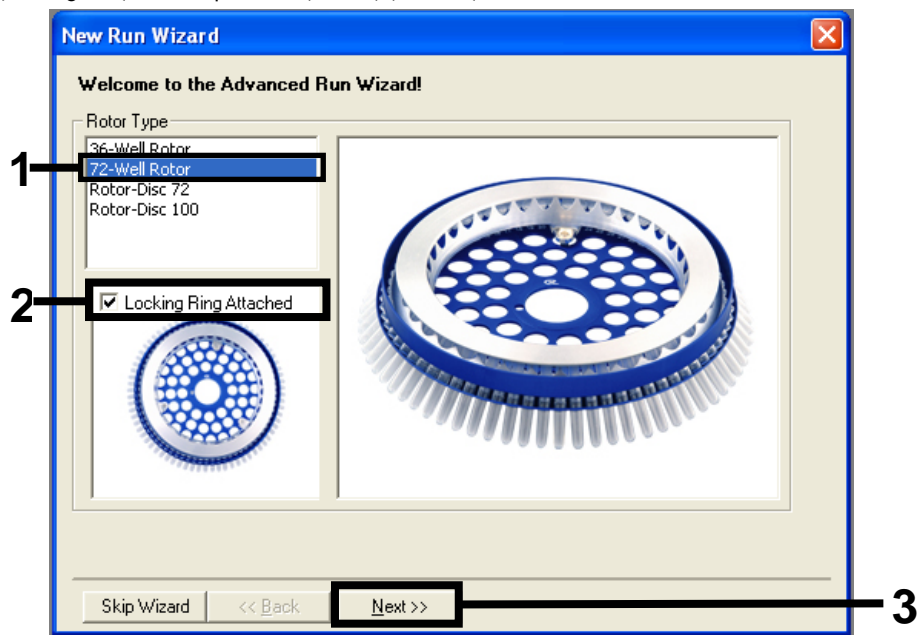 New Run Wizard
Welcome to the Advanced Run Wizard!
Rotor Type
36-Well Rotor
1
72-Well Rotor
Rotor-Disc 72
Rotor-Disc 100
2
Locking Ring Attached
Skip Wizard
<< Back
Next >>
3